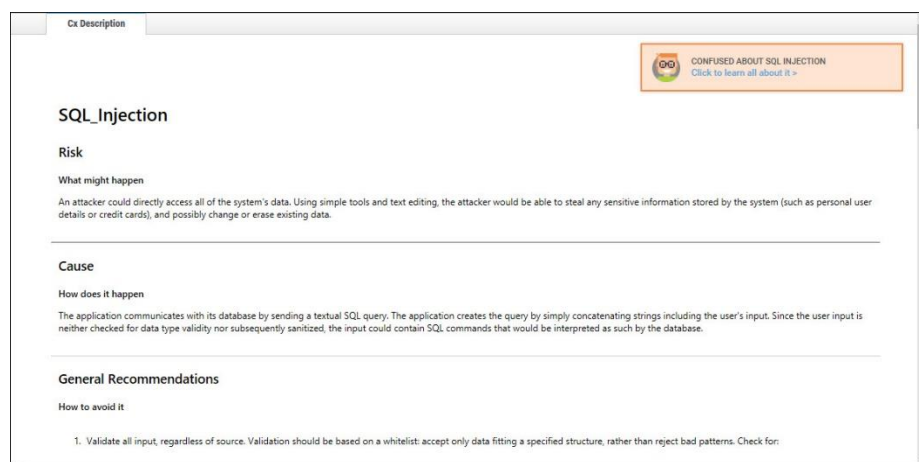 Cx Description
CONFUSED ABOUT SQL INJECTION
Click to learn all about it >
SQL_Injection
Risk
What might happen
An attacker could directly access all of the system's data. Using simple tools and text editing, the attacker would be able to steal any sensitive information stored by the system (such as personal user
details or credit cards), and possibly change or erase existing data.
Cause
How does it happen
The application communicates with its database by sending a textual SQL query. The application creates the query by simply concatenating strings including the user's input. Since the user input is
neither checked for data type validity nor subsequently sanitized, the input could contain SQL commands that would be interpreted as such by the database.
General Recommendations
How to avoid it
1. Validate all input, regardless of source. Validation should be based on a whitelist: accept only data fitting a specified structure, rather than reject bad patterns. Check for: